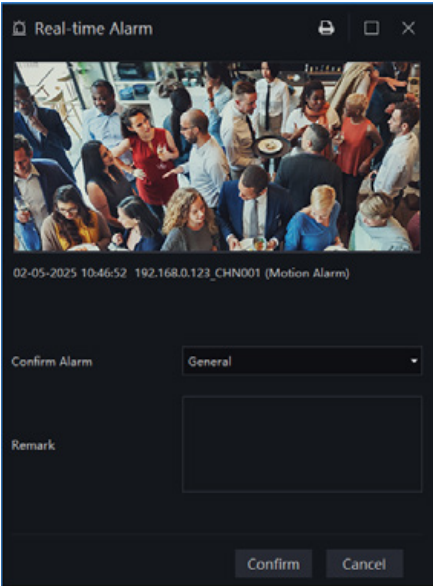 Real-time Alarm
02-05-2025 10:46:52 192.168.0.123_CHN001 (Motion Alarm)
Confirm Alarm General
Remark
Confirm Cancel